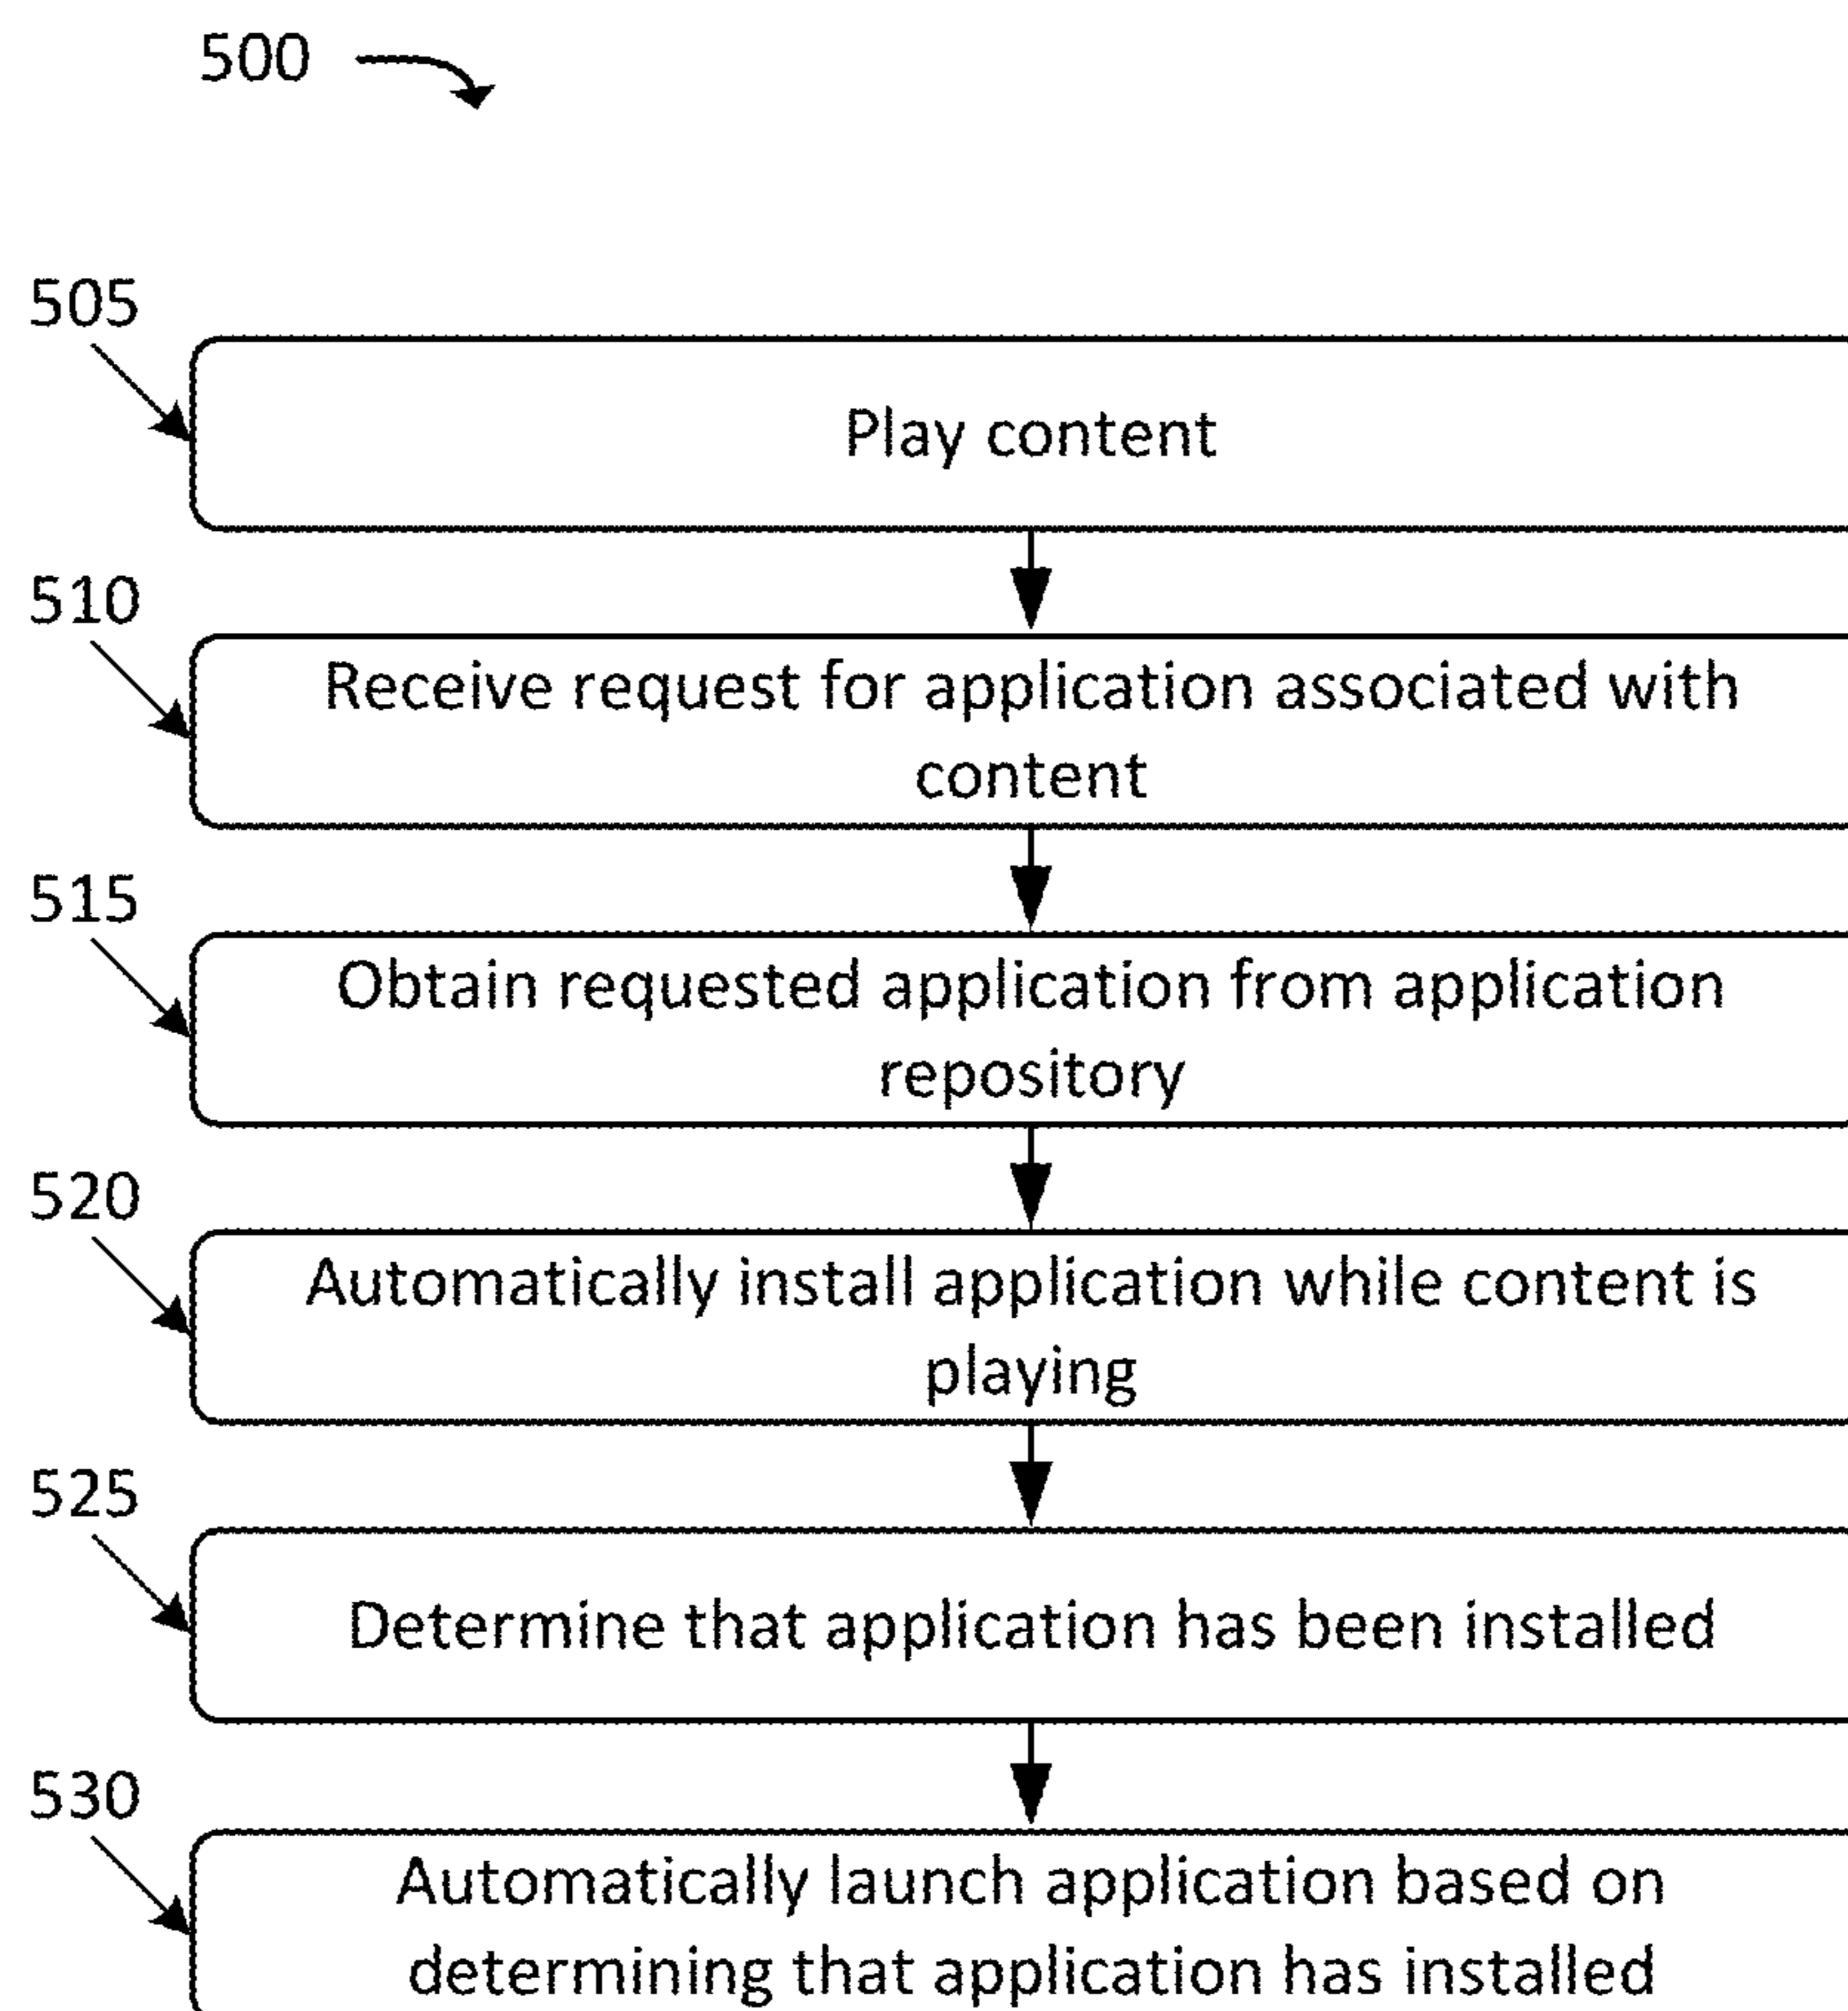 500
505
Play content
510
Receive request for application associated with
content
515
Obtain requested application from application
repository
520
Automatically install application while content is
playing
525
Determine that application has been installed
530
Automatically launch application based on
determining that application has installed